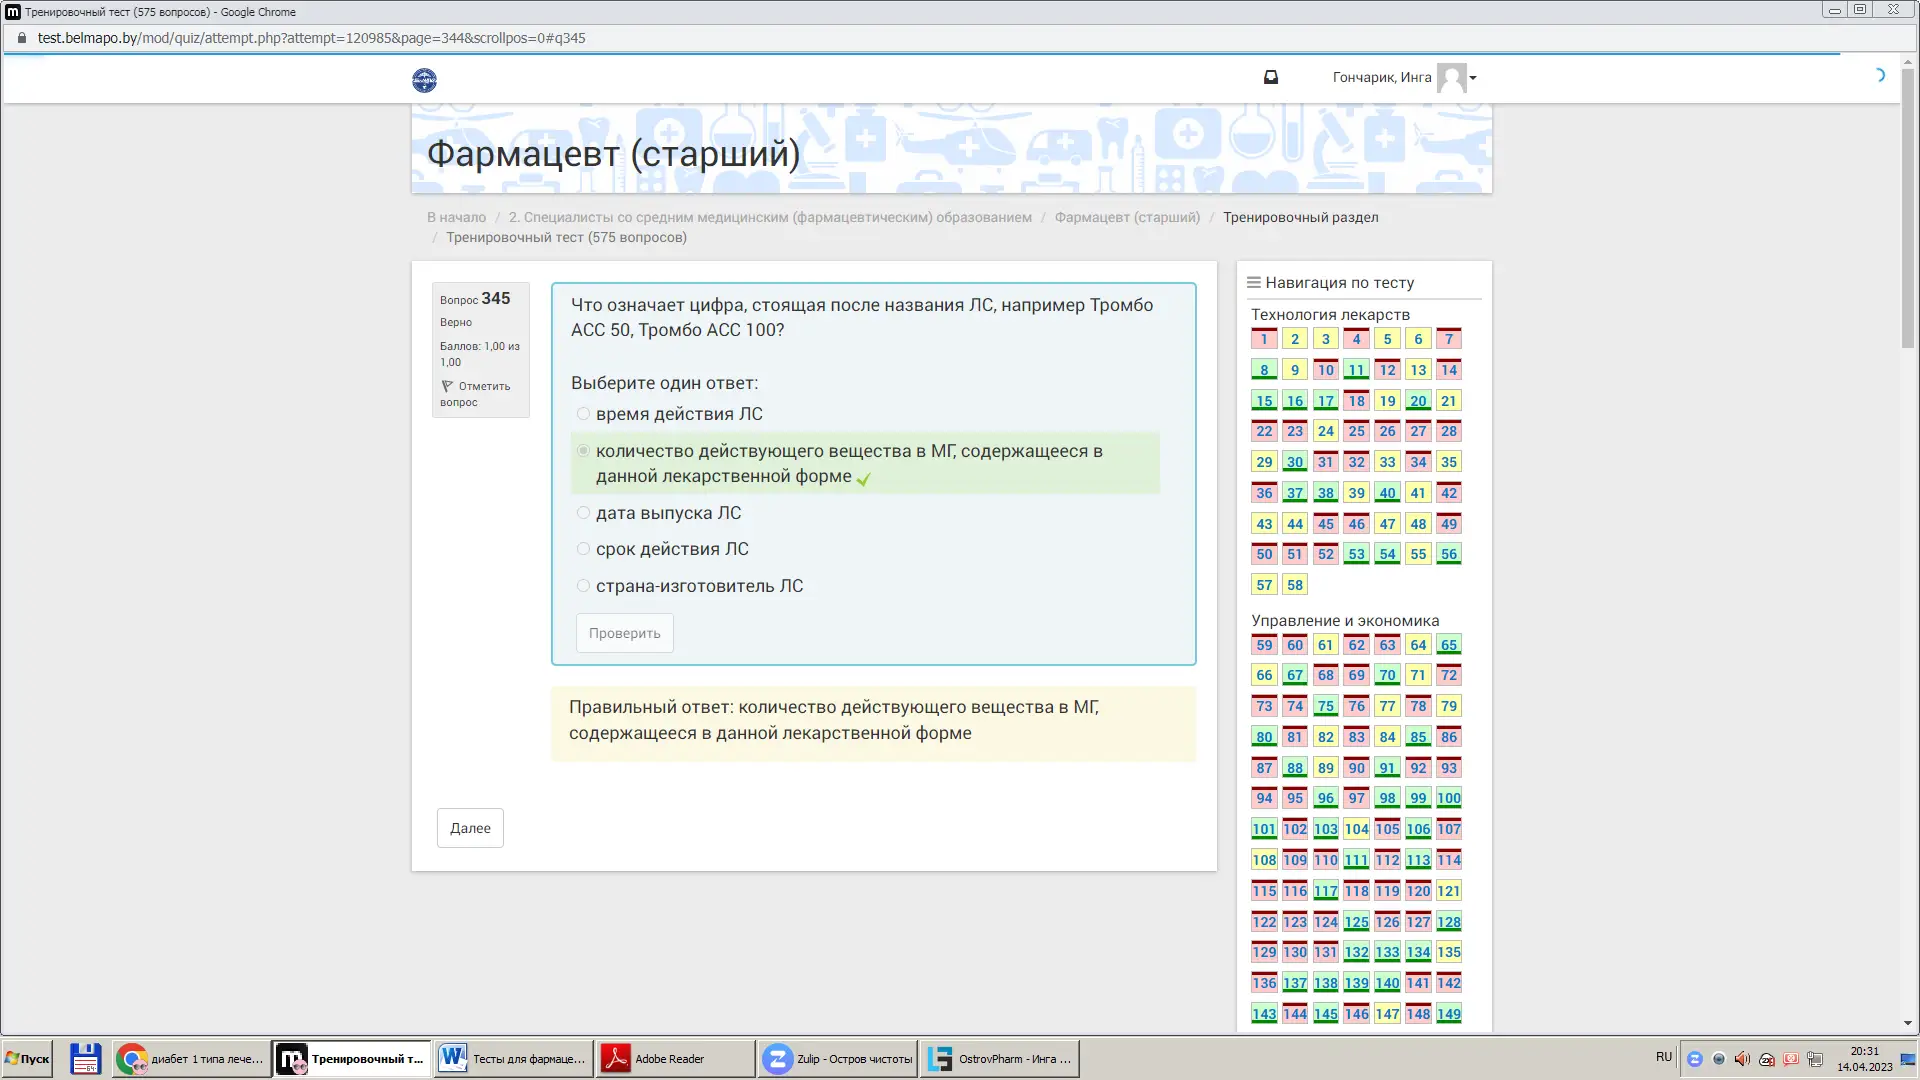 Тренировочный тест (575 вопросов) - Google Chrome
test.belmapo.by/mod/quiz/attempt.php?attempt=120985&page=344&scrollpos=0#q345
Гончарик, Инга
Фармацевт (старший)
В начало / 2. Специалисты со средним медицинским (фармацевтическим) образованием / Фармацевт (старший) / Тренировочный раздел
/ Тренировочный тест (575 вопросов)
Вопрос 345
Верно
Баллов: 1,00 из
1,00
Отметить
вопрос
Что означает цифра, стоящая после названия ЛС, например Тромбо
АСС 50, Тромбо АСС 100?
Выберите один ответ:
время действия ЛС
количество действующего вещества в МГ, содержащееся в
данной лекарственной форме
дата выпуска ЛС
срок действия ЛС
страна-изготовитель ЛС
Проверить
Правильный ответ: количество действующего вещества в МГ,
содержащееся в данной лекарственной форме
Далее
Навигация по тесту
Технология лекарств
1 2 3 4 5 6 7
8 9 10 11 12 13 14
15 16 17 18 19 20 21
22 23 24 25 26 27 28
29 30 31 32 33 34 35
36 37 38 39 40 41 42
43 44 45 46 47 48 49
50 51 52 53 54 55 56
57 58
Управление и экономика
59 60 61 62 63 64 65
66 67 68 69 70 71 72
73 74 75 76 77 78 79
80 81 82 83 84 85 86
87 88 89 90 91 92 93
94 95 96 97 98 99 100
101 102 103 104 105 106 107
108 109 110 111 112 113 114
115 116 117 118 119 120 121
122 123 124 125 126 127 128
129 130 131 132 133 134 135
136 137 138 139 140 141 142
143 144 145 146 147 148 149
Пуск
64
диабет 1 типа лече...
Тренировочный т...
Тесты для фармаце...
Adobe Reader
Zulip - Остров чистоты
OstrovPharm - Инга ...
RU
20:31
14.04.2023